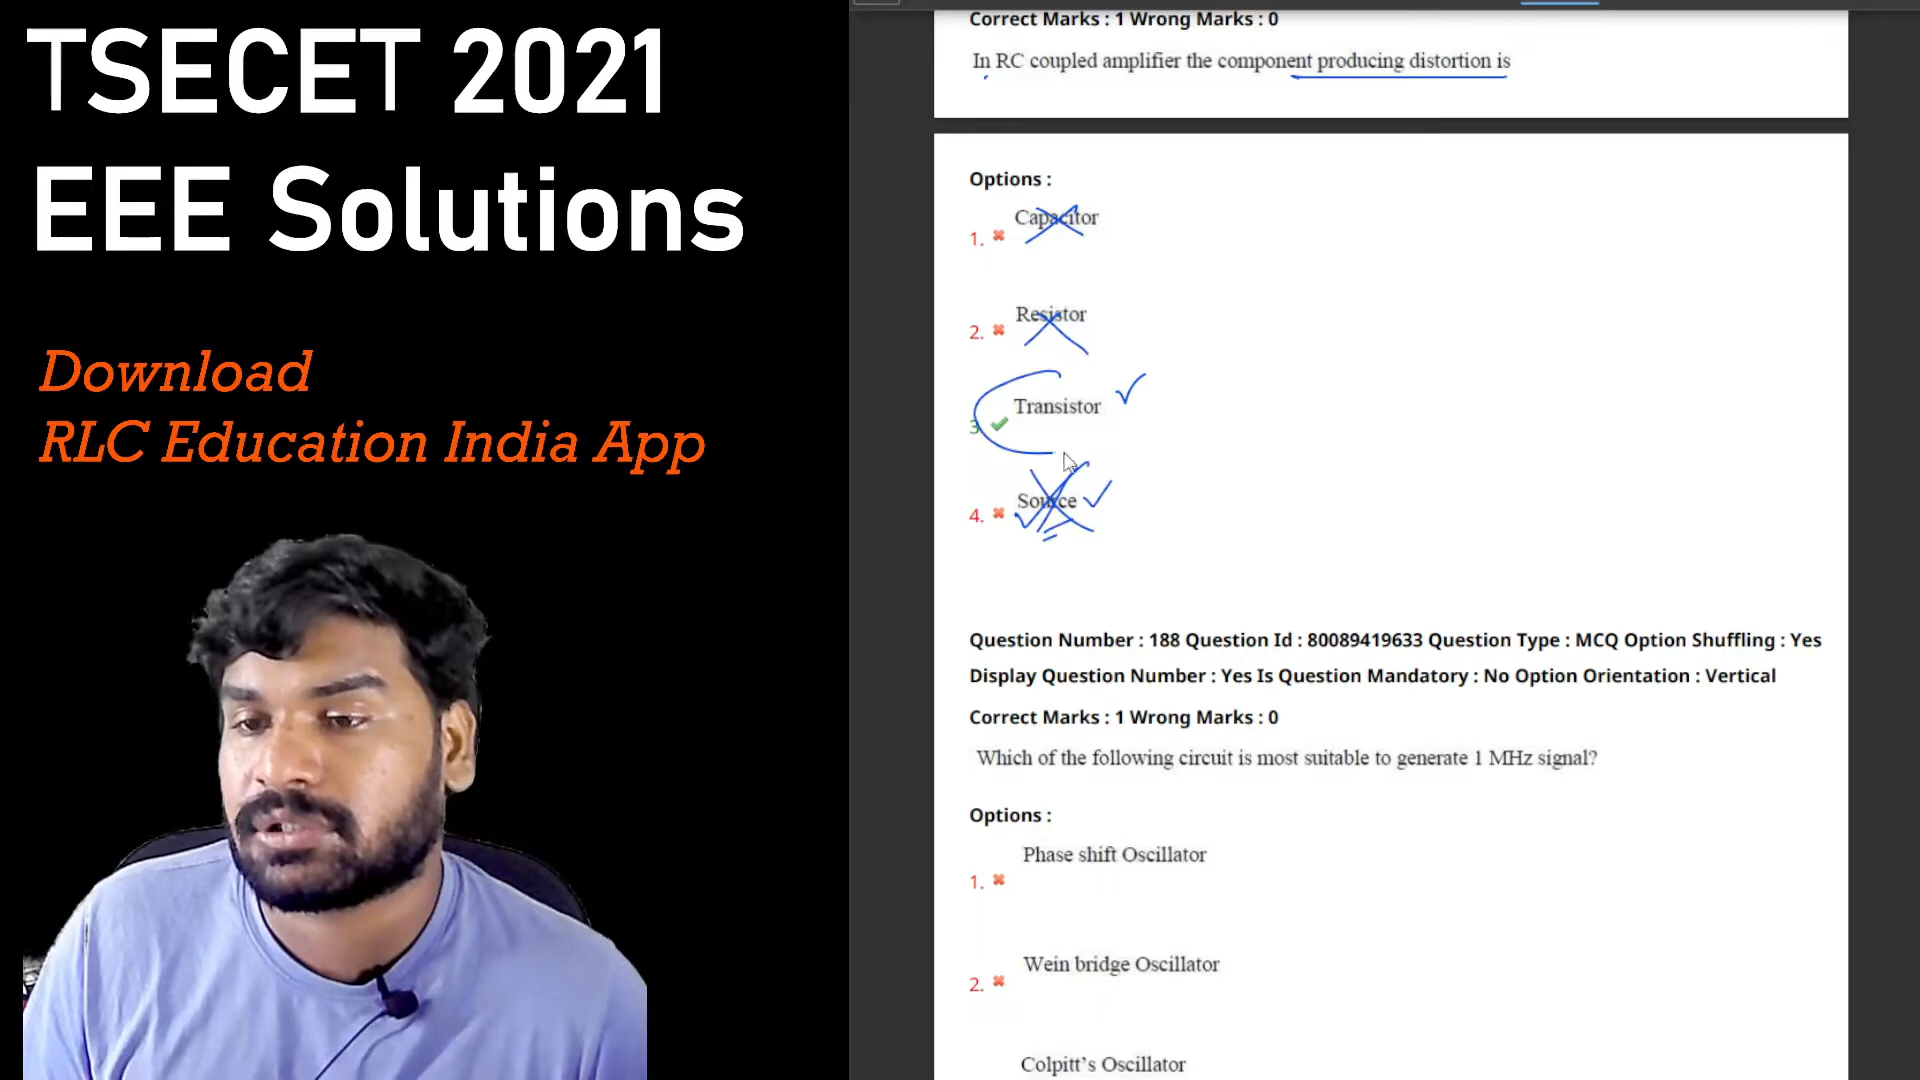 TSECET 2021
EEE Solutions
Download
RLC Education India App
Correct Marks : 1 Wrong Marks : 0
In RC coupled amplifier the component producing distortion is
Options :
Capacitor
1.
Resistor
2.
Transistor
3.
Source
4.
Question Number : 188 Question Id : 80089419633 Question Type : MCQ Option Shuffling : Yes
Display Question Number : Yes Is Question Mandatory : No Option Orientation : Vertical
Correct Marks : 1 Wrong Marks : 0
Which of the following circuit is most suitable to generate 1 MHz signal?
Options :
Phase shift Oscillator
1.
Wein bridge Oscillator
2.
Colpitt's Oscillator